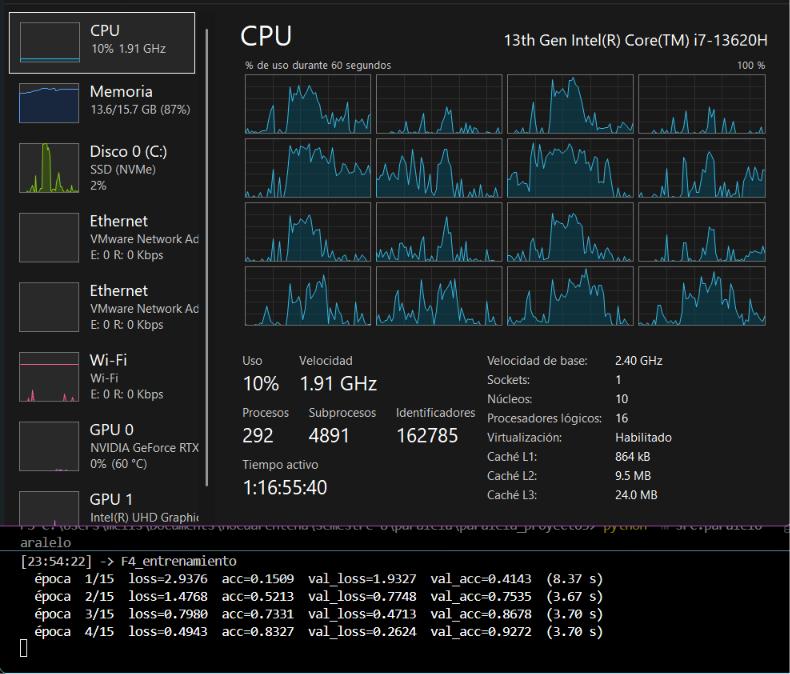 CPU
10% 1.91 GHz
Memoria
13.6/15.7 GB (87%)
Disco 0 (C:)
SSD (NVMe)
2%
Ethernet
VMware Network Ad
E: 0 R: 0 Kbps
Ethernet
VMware Network Ad
E: 0 R: 0 Kbps
Wi-Fi
Wi-Fi
E: 0 R: 0 Kbps
GPU 0
NVIDIA GeForce RTX
0% (60 °C)
GPU 1
Intel(R) UHD Graphic
CPU
13th Gen Intel(R) Core(TM) i7-13620H
% de uso durante 60 segundos
100 %
Uso
Velocidad
10%
1.91 GHz
Procesos
Subprocesos
Identificadores
292
4891
162785
Tiempo activo
1:16:55:40
Velocidad de base:
2.40 GHz
Sockets:
1
Núcleos:
10
Procesadores lógicos:
16
Virtualización:
Habilitado
Caché L1:
864 kB
Caché L2:
9.5 MB
Caché L3:
24.0 MB
aralelo
[23:54:22] -> F4_entrenamiento
época 1/15 loss=2.9376 acc=0.1509 val_loss=1.9327 val_acc=0.4143 (8.37 s)
época 2/15 loss=1.4768 acc=0.5213 val_loss=0.7748 val_acc=0.7535 (3.67 s)
época 3/15 loss=0.7980 acc=0.7331 val_loss=0.4713 val_acc=0.8678 (3.70 s)
época 4/15 loss=0.4943 acc=0.8327 val_loss=0.2624 val_acc=0.9272 (3.70 s)